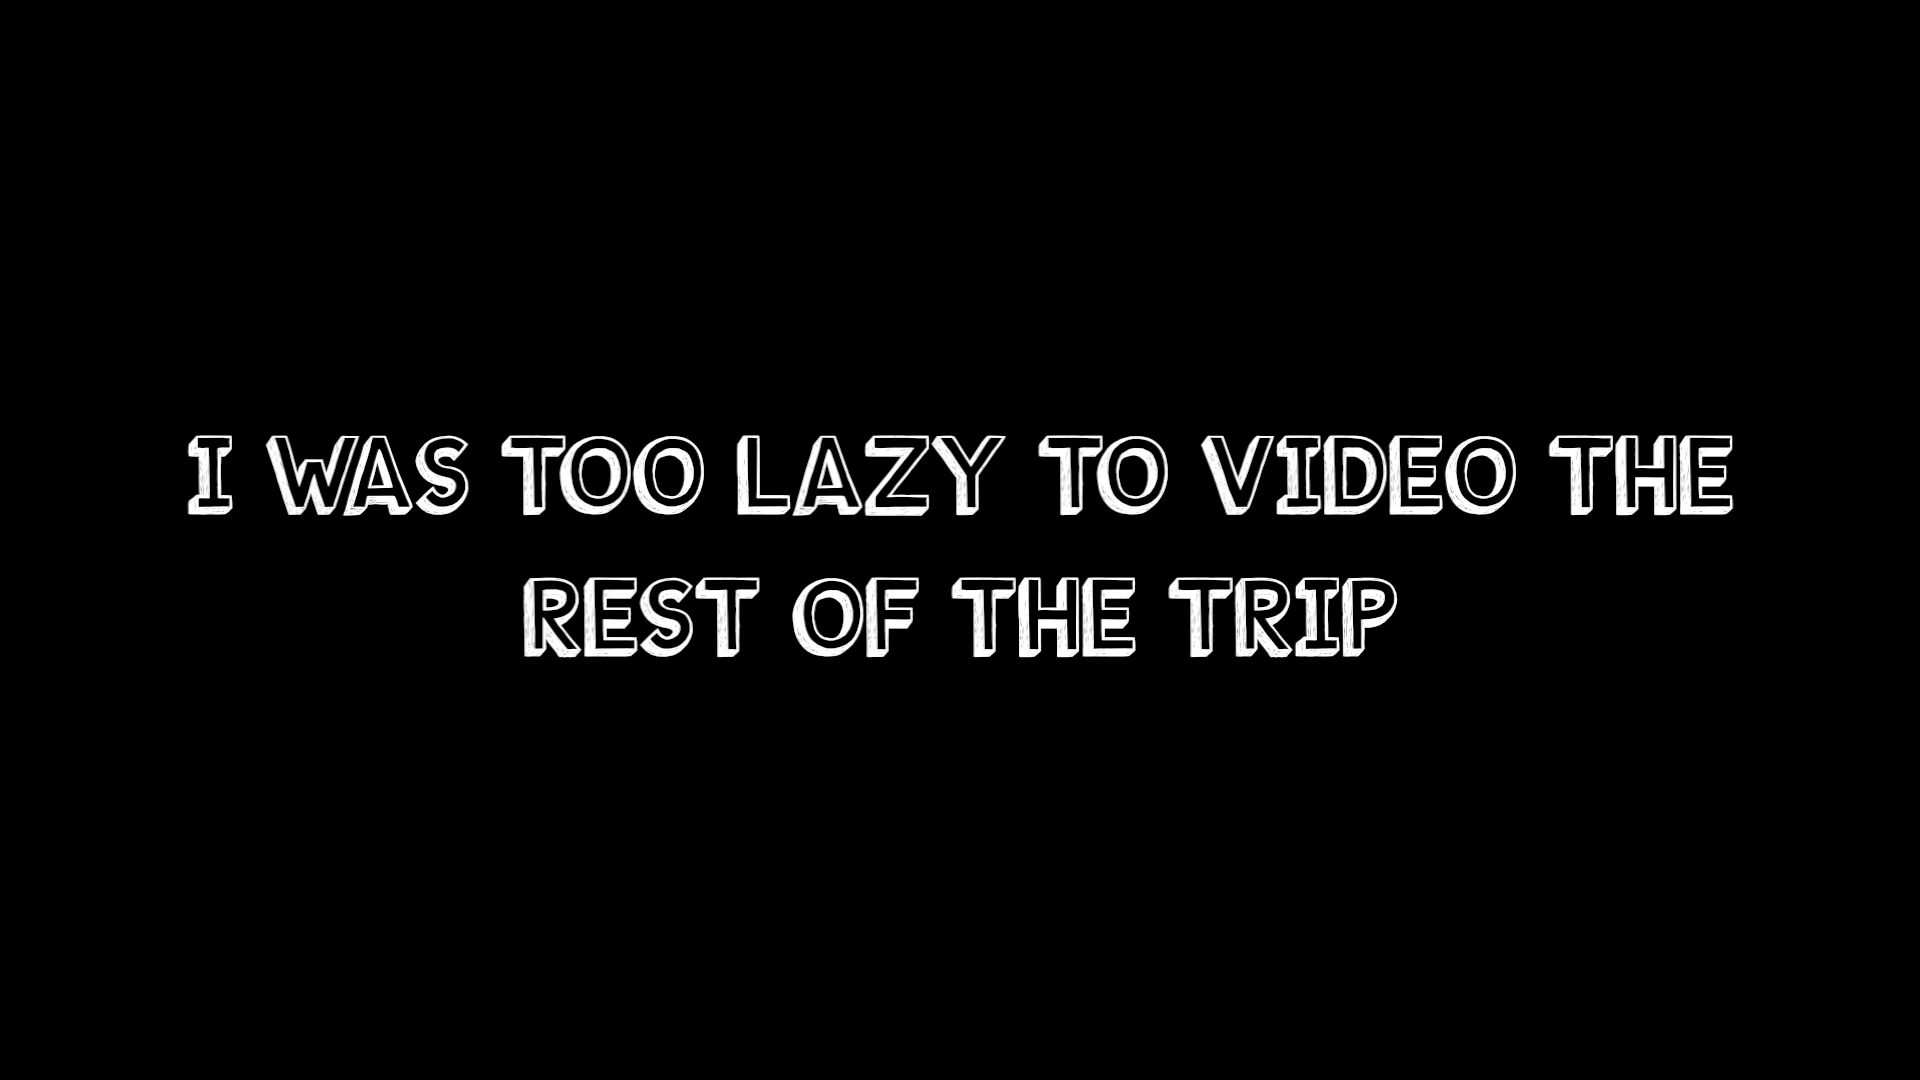 I WAS TOO LAZY TO VIDEO THE
REST OF THE TRIP